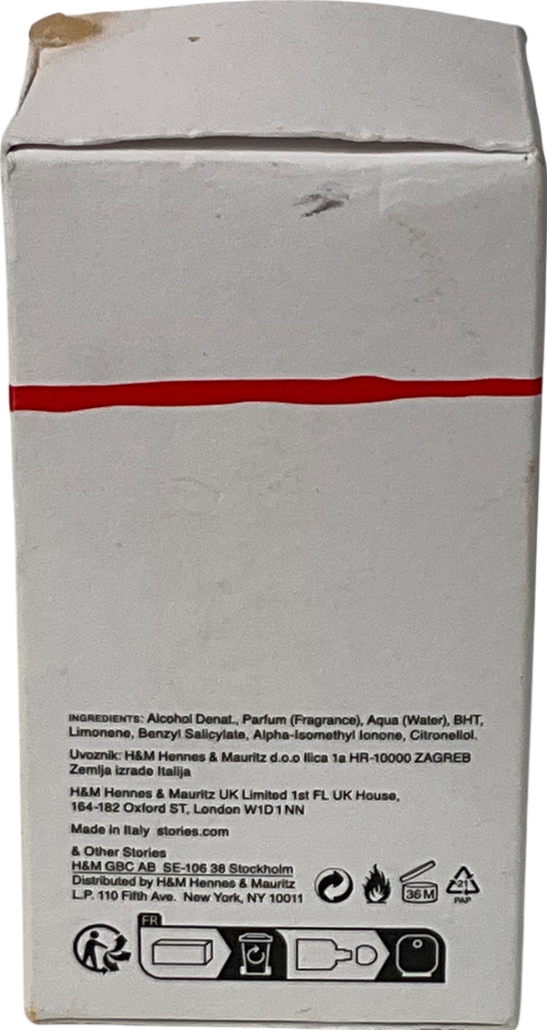 INGREDIENTS: Alcohol Denat., Parfum (Fragrance), Aqua (Water), BHT,
Limonene, Benzyl Salicylate, Alpha-Isomethyl Ionone, Citronellol.
Uvoznik: H&M Hennes & Mauritz d.o.o Ilica 1a HR-10000 ZAGREB
Zemlja izrade Italija
H&M Hennes & Mauritz UK Limited 1st FL UK House,
164-182 Oxford ST, London W1D1NN
Made in Italy stories.com
& Other Stories
H&M GBC AB SE-106 38 Stockholm
Distributed by H&M Hennes & Mauritz
L.P. 110 Fifth Ave. New York, NY 10011
36 M
21
PAP
FR